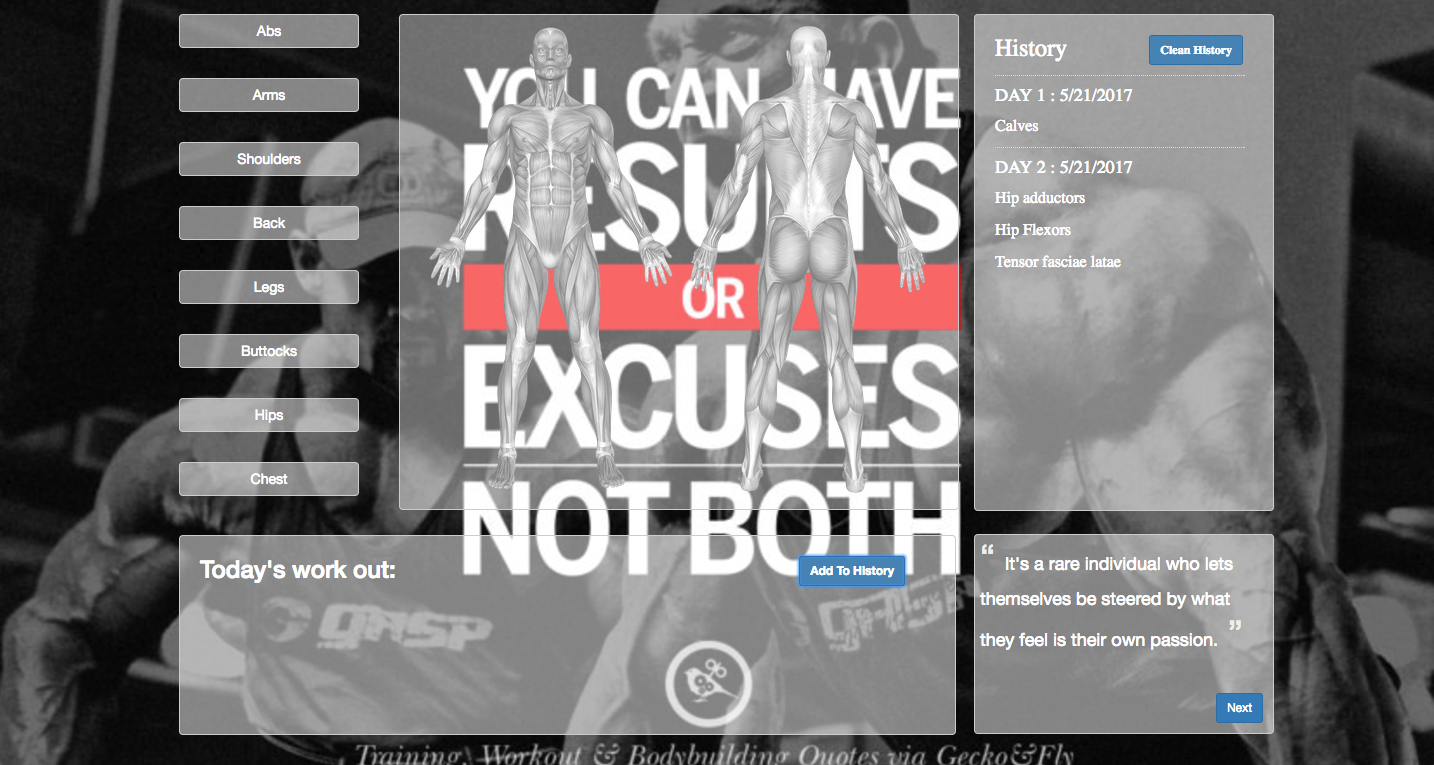 Abs
Arms
Shoulders
Back
Legs
Buttocks
Hips
Chest
YOU CAN HAVE
RESULTS
OR
EXCUSES
NOT BOTH
History
Clean History
DAY 1 : 5/21/2017
Calves
DAY 2 : 5/21/2017
Hip adductors
Hip Flexors
Tensor fasciae latae
Today's work out:
Add To History
GASP
“ It's a rare individual who lets
themselves be steered by what
they feel is their own passion. ”
Next
Training, Workout & Bodybuilding Quotes via Gecko&Fly